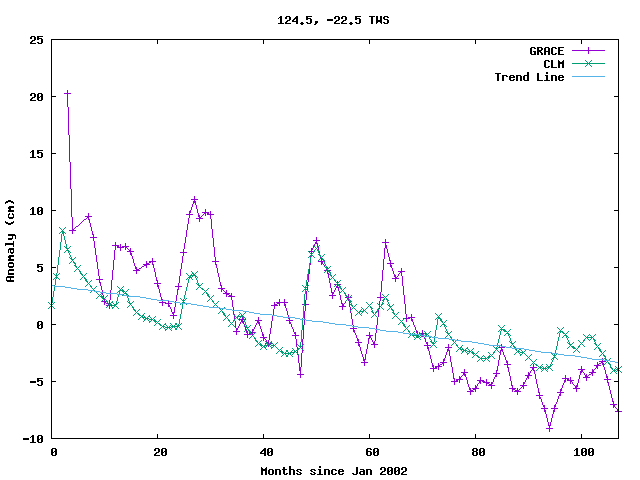 124.5, -22.5 TWS
GRACE
CLM
Trend Line
Anomaly (cm)
25
20
15
10
5
0
-5
-10
0 20 40 60 80 100
Months since Jan 2002